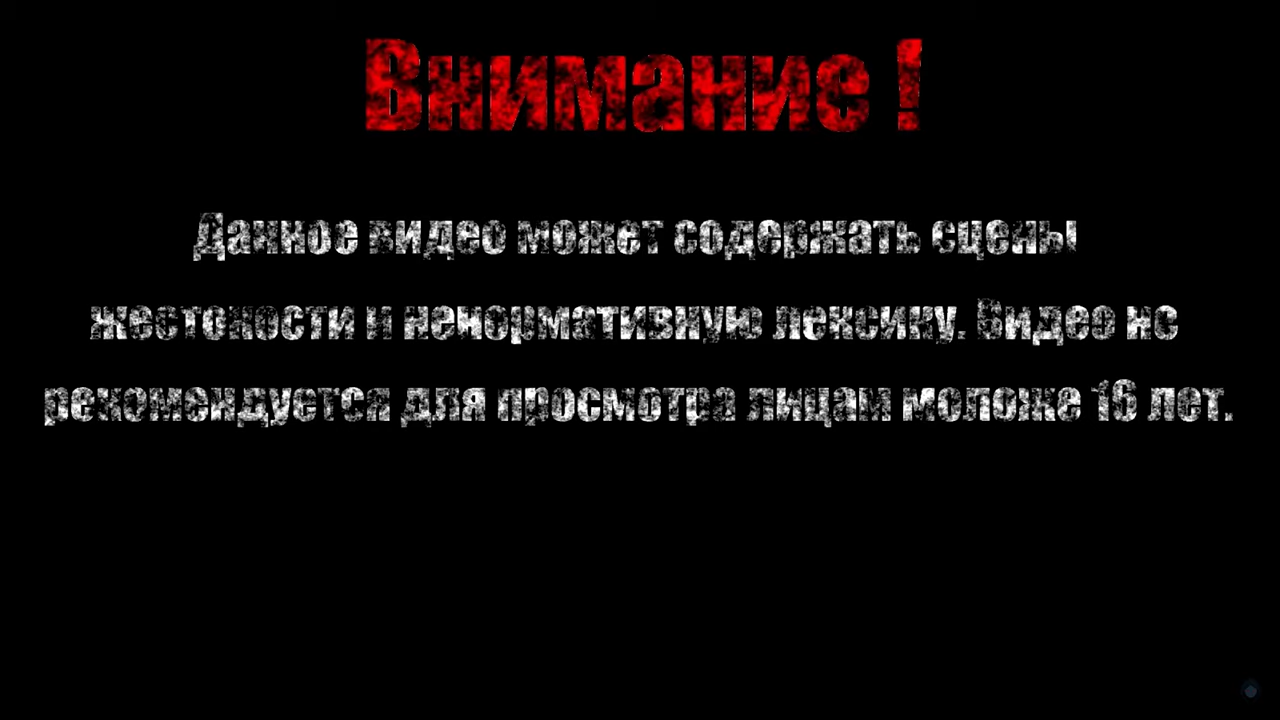 Внимание !
Данное видео может содержать сцены
жестокости и ненормативную лексику. Видео не
рекомендуется для просмотра лицам моложе 16 лет.